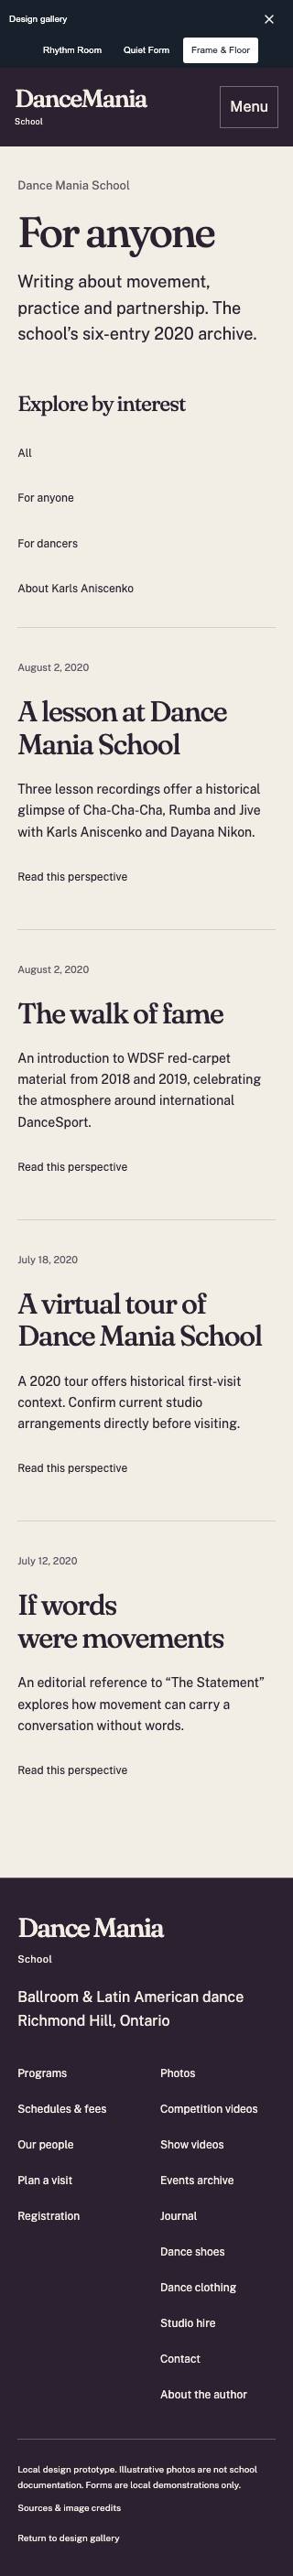 Design gallery
Rhythm Room
Quiet Form
Frame & Floor
DanceMania
School
Menu
Dance Mania School
For anyone
Writing about movement,
practice and partnership. The
school’s six-entry 2020 archive.
Explore by interest
All
For anyone
For dancers
About Karls Aniscenko
August 2, 2020
A lesson at Dance
Mania School
Three lesson recordings offer a historical
glimpse of Cha-Cha-Cha, Rumba and Jive
with Karls Aniscenko and Dayana Nikon.
Read this perspective
August 2, 2020
The walk of fame
An introduction to WDSF red-carpet
material from 2018 and 2019, celebrating
the atmosphere around international
DanceSport.
Read this perspective
July 18, 2020
A virtual tour of
Dance Mania School
A 2020 tour offers historical first-visit
context. Confirm current studio
arrangements directly before visiting.
Read this perspective
July 12, 2020
If words
were movements
An editorial reference to “The Statement”
explores how movement can carry a
conversation without words.
Read this perspective
Dance Mania
School
Ballroom & Latin American dance
Richmond Hill, Ontario
Programs
Schedules & fees
Our people
Plan a visit
Registration
Photos
Competition videos
Show videos
Events archive
Journal
Dance shoes
Dance clothing
Studio hire
Contact
About the author
Local design prototype. Illustrative photos are not school
documentation. Forms are local demonstrations only.
Sources & image credits
Return to design gallery